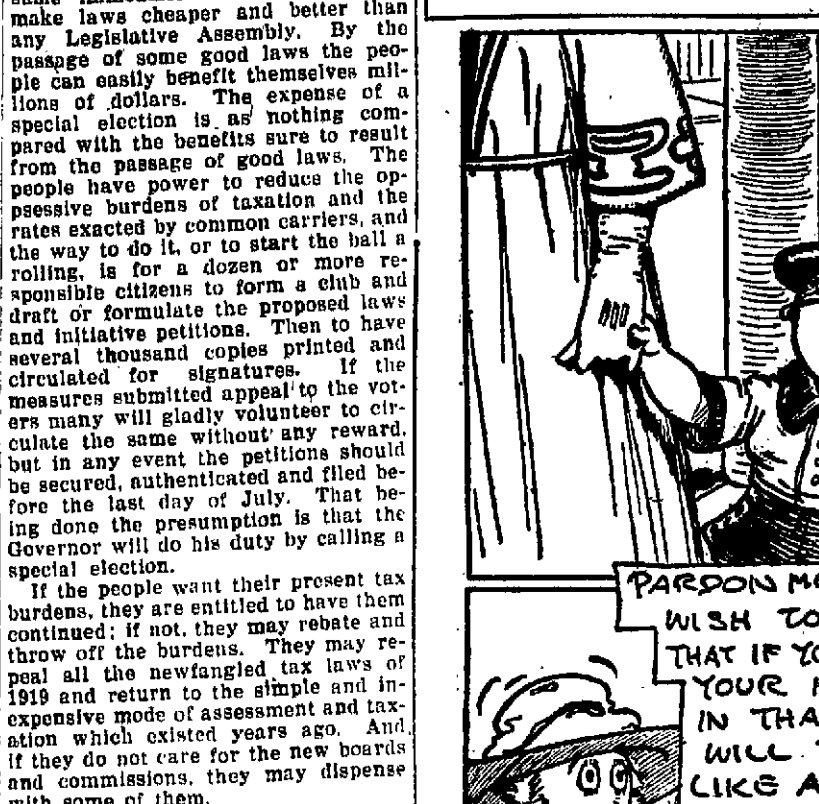 make laws cheaper and better than
any Legislative Assembly. By the
passage of some good laws the peo-
ple can easily benefit themselves mil-
lions of dollars. The expense of a
special election is as nothing com-
pared with the benefits sure to result
from the passage of good laws. The
people have power to reduce the op-
psessive burdens of taxation and the
rates exacted by common carriers, and
the way to do it, or to start the ball a
rolling, is for a dozen or more re-
sponsible citizens to form a club and
draft or formulate the proposed laws
and initiative petitions. Then to have
several thousand copies printed and
circulated for signatures. If the
measures submitted appeal to the vot-
ers many will gladly volunteer to cir-
culate the same without any reward,
but in any event the petitions should
be secured, authenticated and filed be-
fore the last day of July. That be-
ing done the presumption is that the
Governor will do his duty by calling a
special election.
If the people want their present tax
burdens, they are entitled to have them
continued; if not, they may rebate and
throw off the burdens. They may re-
peal all the newfangled tax laws of
1919 and return to the simple and in-
expensive mode of assessment and tax-
ation which existed years ago. And,
if they do not care for the new boards
and commissions, they may dispense
with some of them.
PARDON ME
WISH TO
THAT IF YO
YOUR
IN THA
WILL
LIKE A